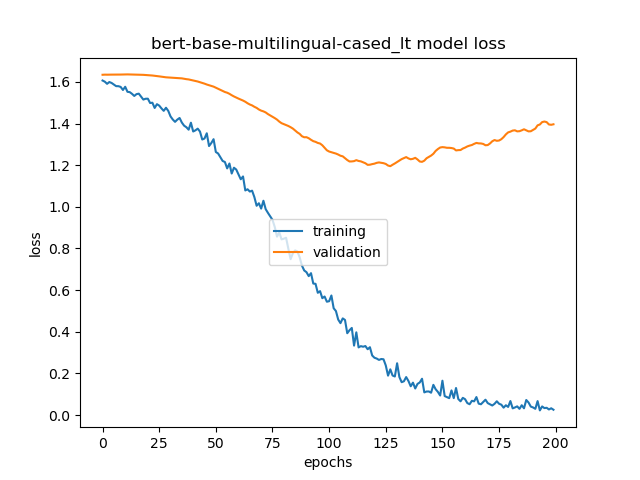 bert-base-multilingual-cased_lt model loss
loss
1.6
1.4
1.2
1.0
0.8
0.6
0.4
0.2
0.0
training
validation
0 25 50 75 100 125 150 175 200
epochs